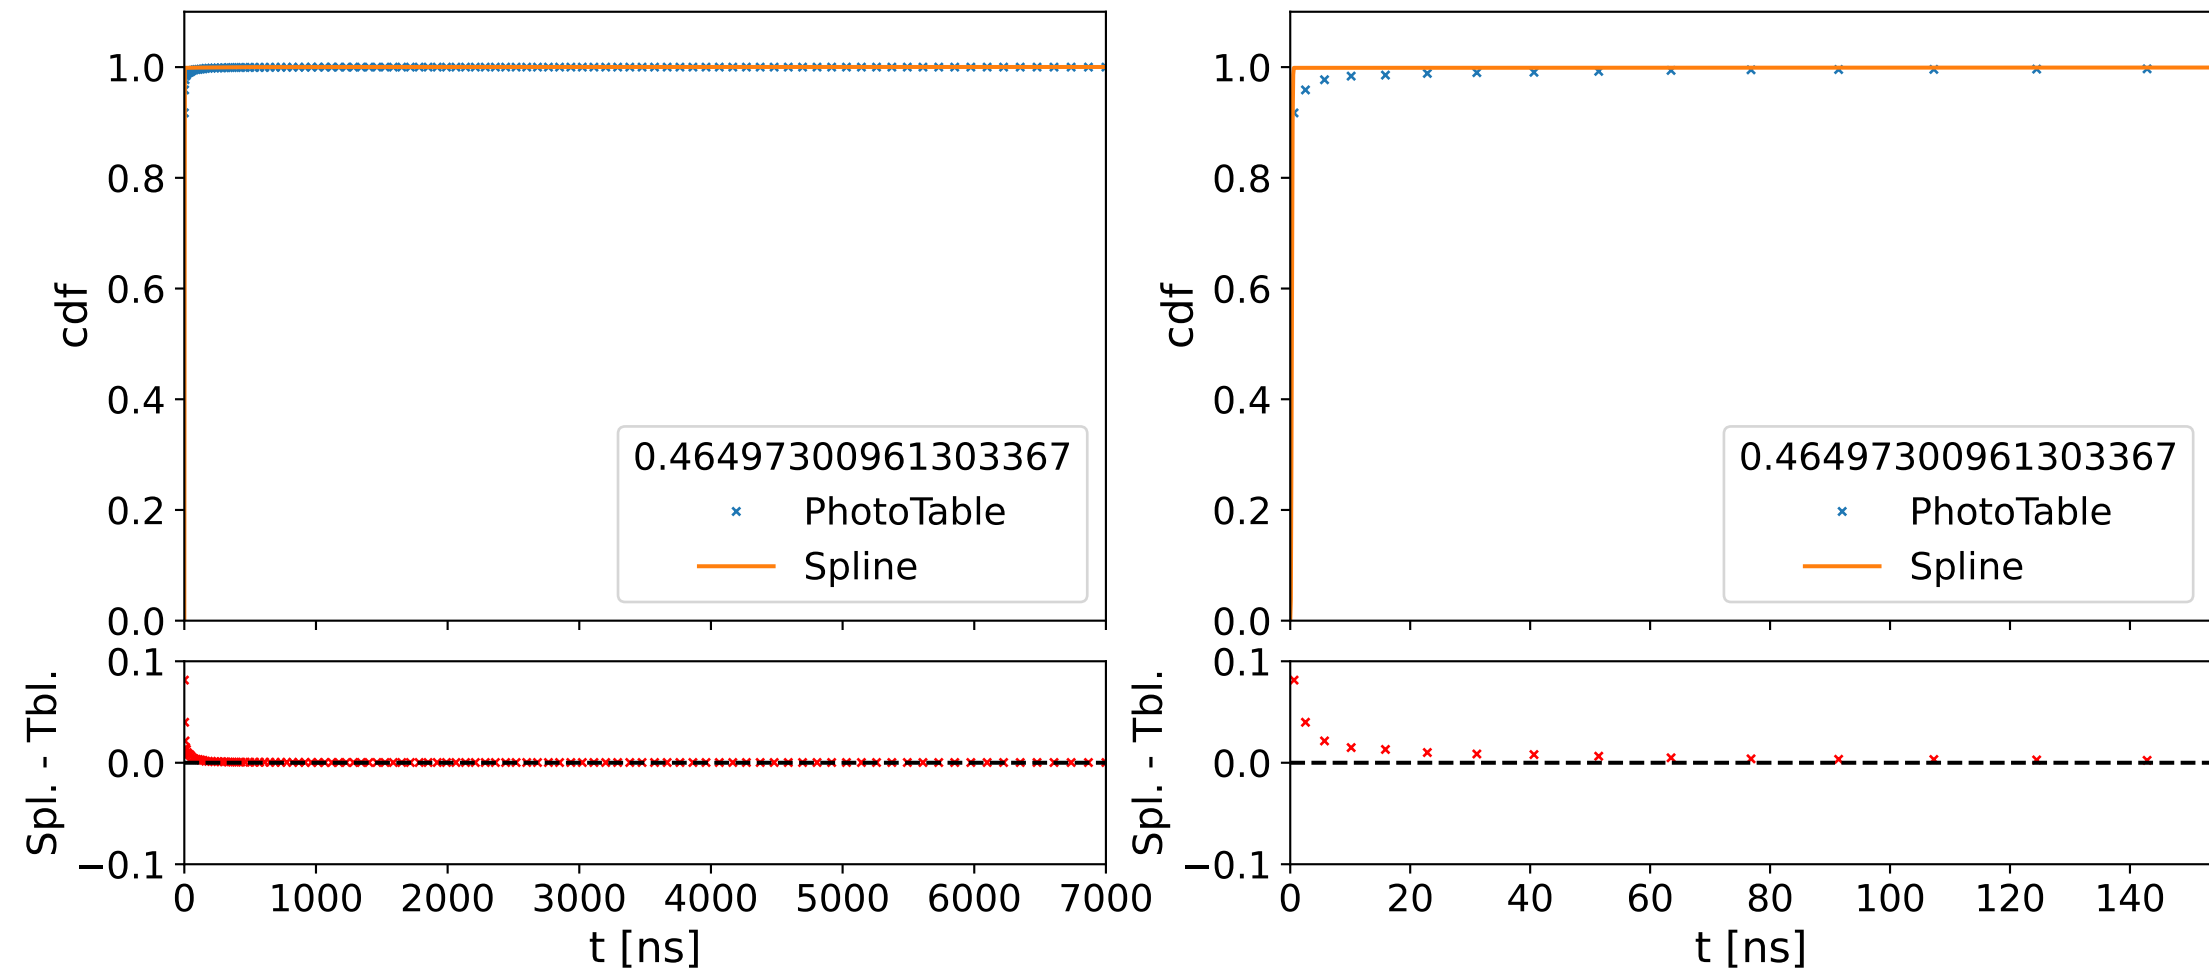 1.0
0.8
0.6
0.4
0.2
0.0
cdf
0.46497300961303367
PhotoTable
Spline
0.1
0.0
−0.1
Spl. - Tbl.
0 1000 2000 3000 4000 5000 6000 7000
t [ns]
1.0
0.8
0.6
0.4
0.2
0.0
cdf
0.46497300961303367
PhotoTable
Spline
0.1
0.0
−0.1
Spl. - Tbl.
0 20 40 60 80 100 120 140
t [ns]